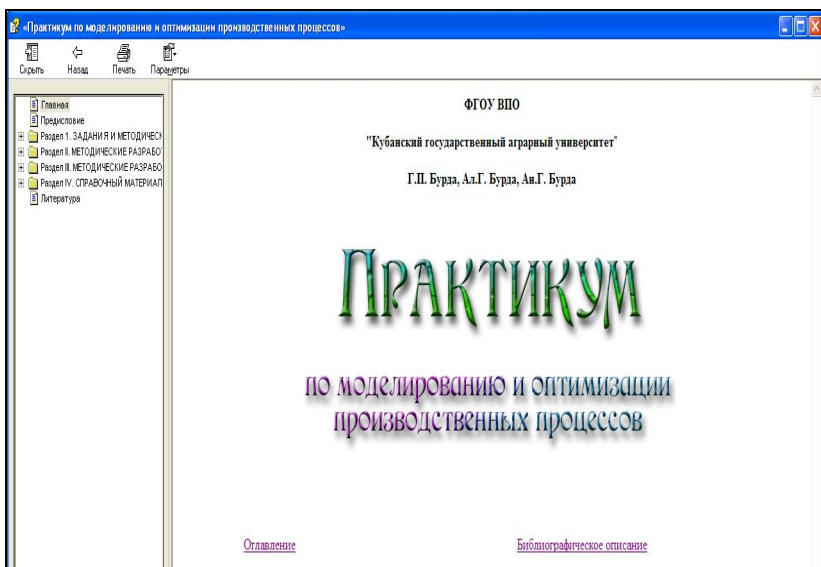 «Практикум по моделированию и оптимизации производственных процессов»
Скрыть Назад Печать Параметры
Главная
Предисловие
Раздел 1. ЗАДАНИЯ И МЕТОДИЧЕСК
Раздел II. МЕТОДИЧЕСКИЕ РАЗРАБО
Раздел III. МЕТОДИЧЕСКИЕ РАЗРАБО
Раздел IV. СПРАВОЧНЫЙ МАТЕРИАЛ
Литература
ФГОУ ВПО
"Кубанский государственный аграрный университет"
Г.П. Бурда, Ал.Г. Бурда, Ан.Г. Бурда
Практикум
по моделированию и оптимизации
производственных процессов
Оглавление Библиографическое описание